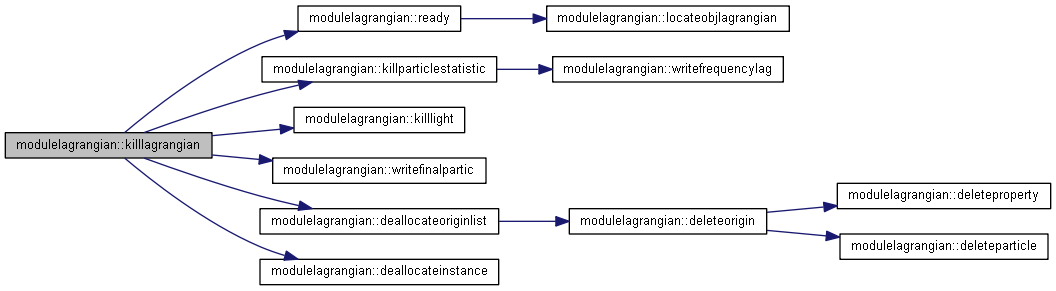 modulelagrangian::ready
modulelagrangian::locateobjlagrangian
modulelagrangian::killparticlestatistic
modulelagrangian::writefrequencylag
modulelagrangian::killlight
modulelagrangian::killlagrangian
modulelagrangian::writefinalpartic
modulelagrangian::deleteproperty
modulelagrangian::deallocateoriginlist
modulelagrangian::deleteorigin
modulelagrangian::deleteparticle
modulelagrangian::deallocateinstance